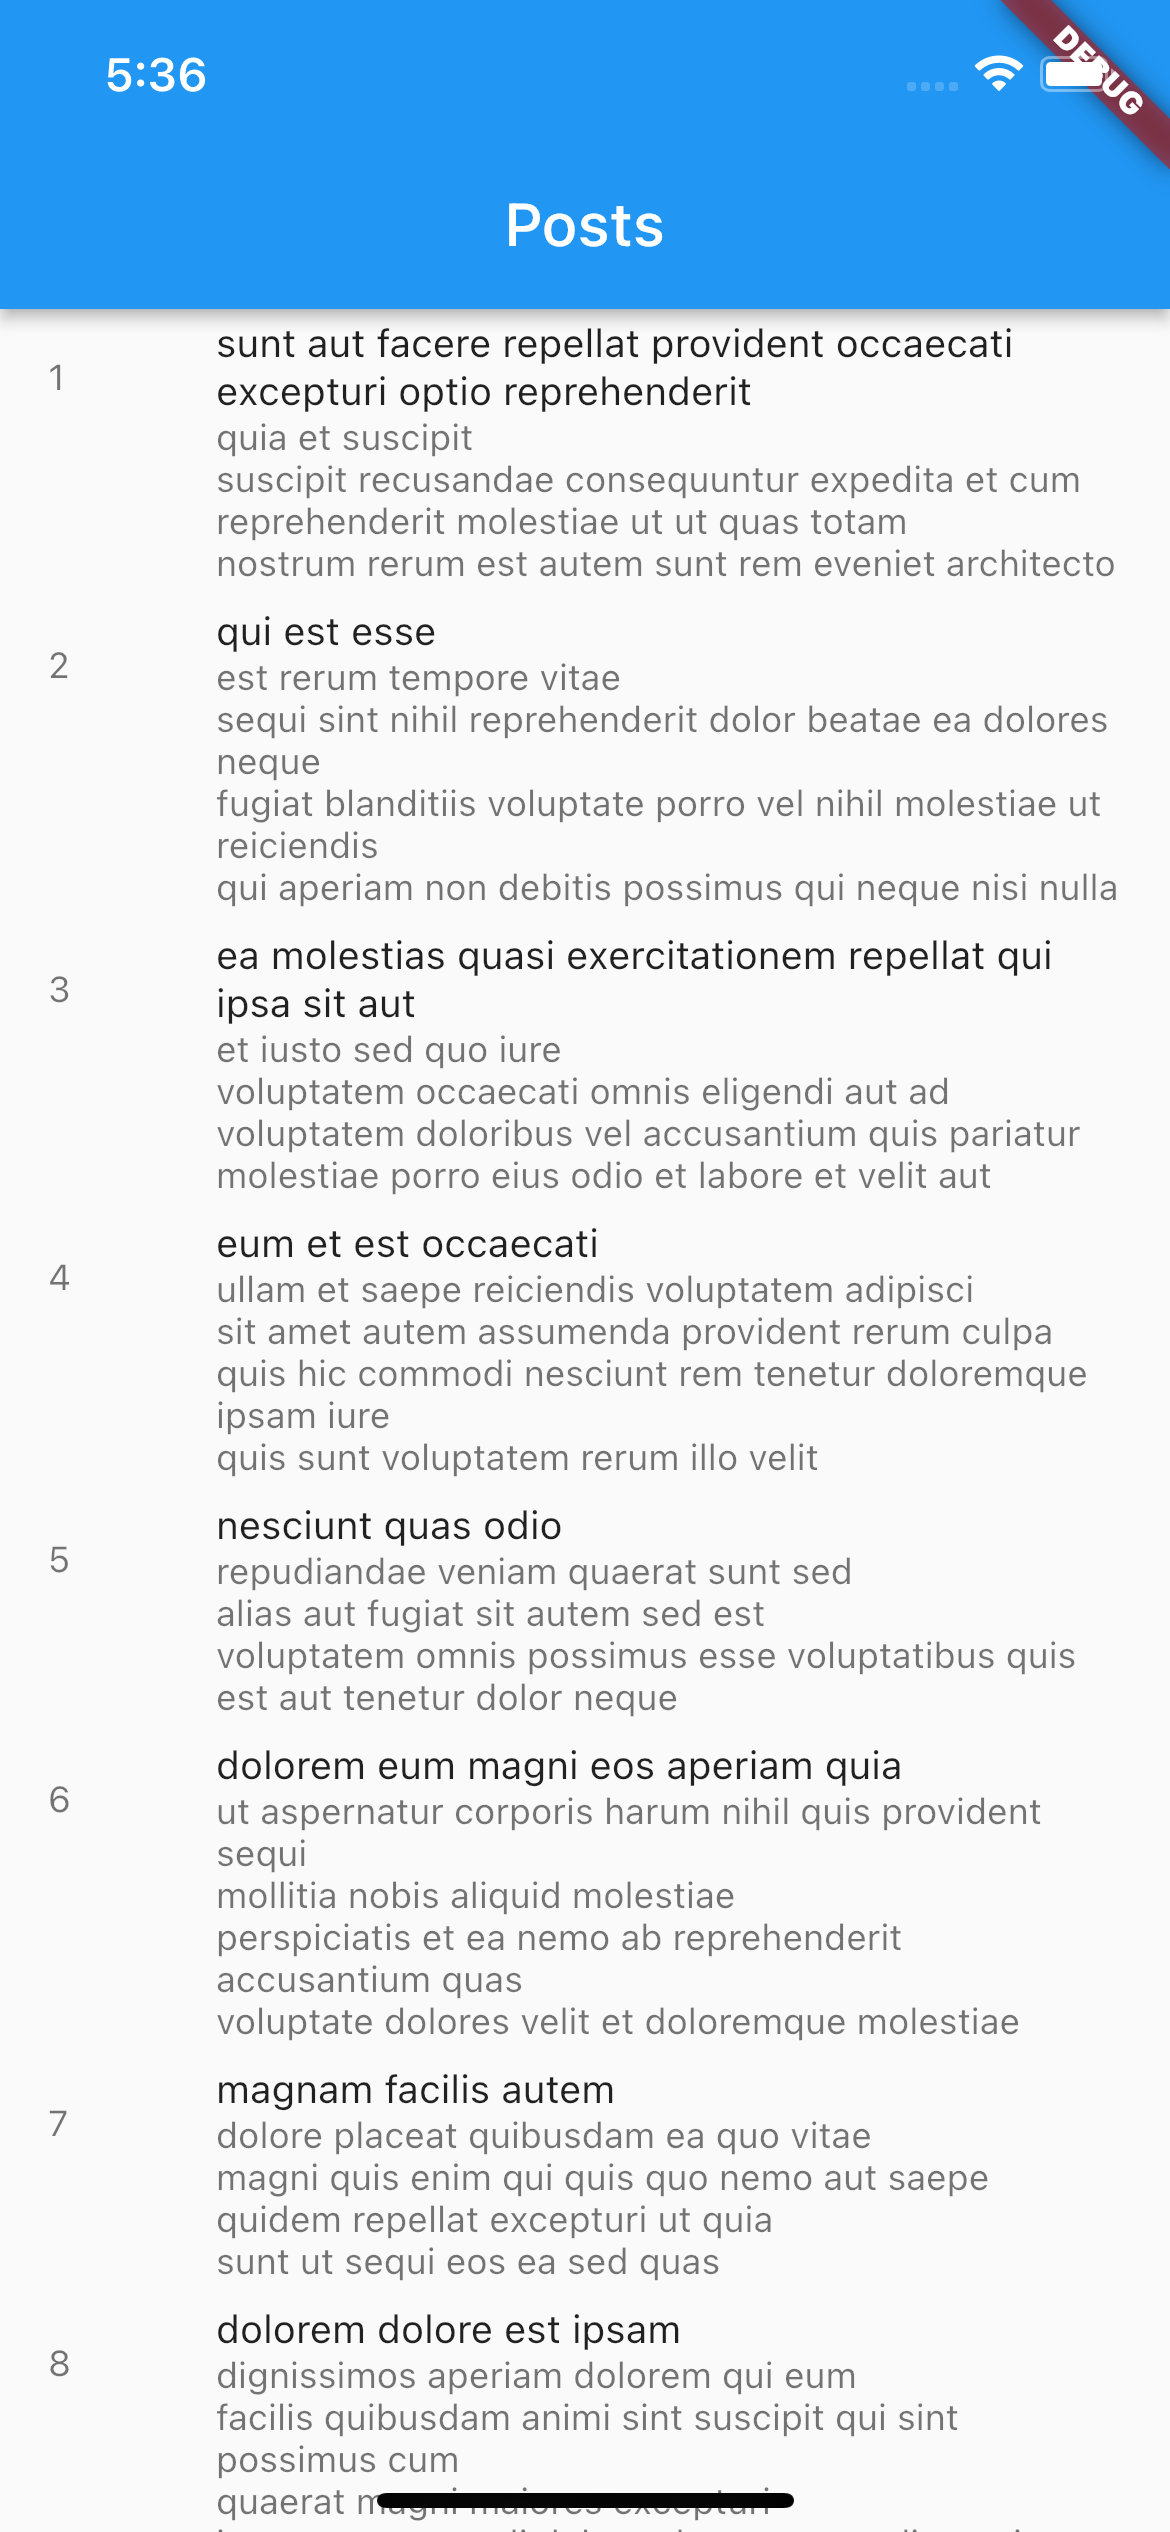 5:36
DEBUG
Posts
1
sunt aut facere repellat provident occaecati
excepturi optio reprehenderit
quia et suscipit
suscipit recusandae consequuntur expedita et cum
reprehenderit molestiae ut ut quas totam
nostrum rerum est autem sunt rem eveniet architecto
2
qui est esse
est rerum tempore vitae
sequi sint nihil reprehenderit dolor beatae ea dolores
neque
fugiat blanditiis voluptate porro vel nihil molestiae ut
reiciendis
qui aperiam non debitis possimus qui neque nisi nulla
3
ea molestias quasi exercitationem repellat qui
ipsa sit aut
et iusto sed quo iure
voluptatem occaecati omnis eligendi aut ad
voluptatem doloribus vel accusantium quis pariatur
molestiae porro eius odio et labore et velit aut
4
eum et est occaecati
ullam et saepe reiciendis voluptatem adipisci
sit amet autem assumenda provident rerum culpa
quis hic commodi nesciunt rem tenetur doloremque
ipsam iure
quis sunt voluptatem rerum illo velit
5
nesciunt quas odio
repudiandae veniam quaerat sunt sed
alias aut fugiat sit autem sed est
voluptatem omnis possimus esse voluptatibus quis
est aut tenetur dolor neque
6
dolorem eum magni eos aperiam quia
ut aspernatur corporis harum nihil quis provident
sequi
mollitia nobis aliquid molestiae
perspiciatis et ea nemo ab reprehenderit
accusantium quas
voluptate dolores velit et doloremque molestiae
7
magnam facilis autem
dolore placeat quibusdam ea quo vitae
magni quis enim qui quis quo nemo aut saepe
quidem repellat excepturi ut quia
sunt ut sequi eos ea sed quas
8
dolorem dolore est ipsam
dignissimos aperiam dolorem qui eum
facilis quibusdam animi sint suscipit qui sint
possimus cum
quaerat magni maiores excepturi